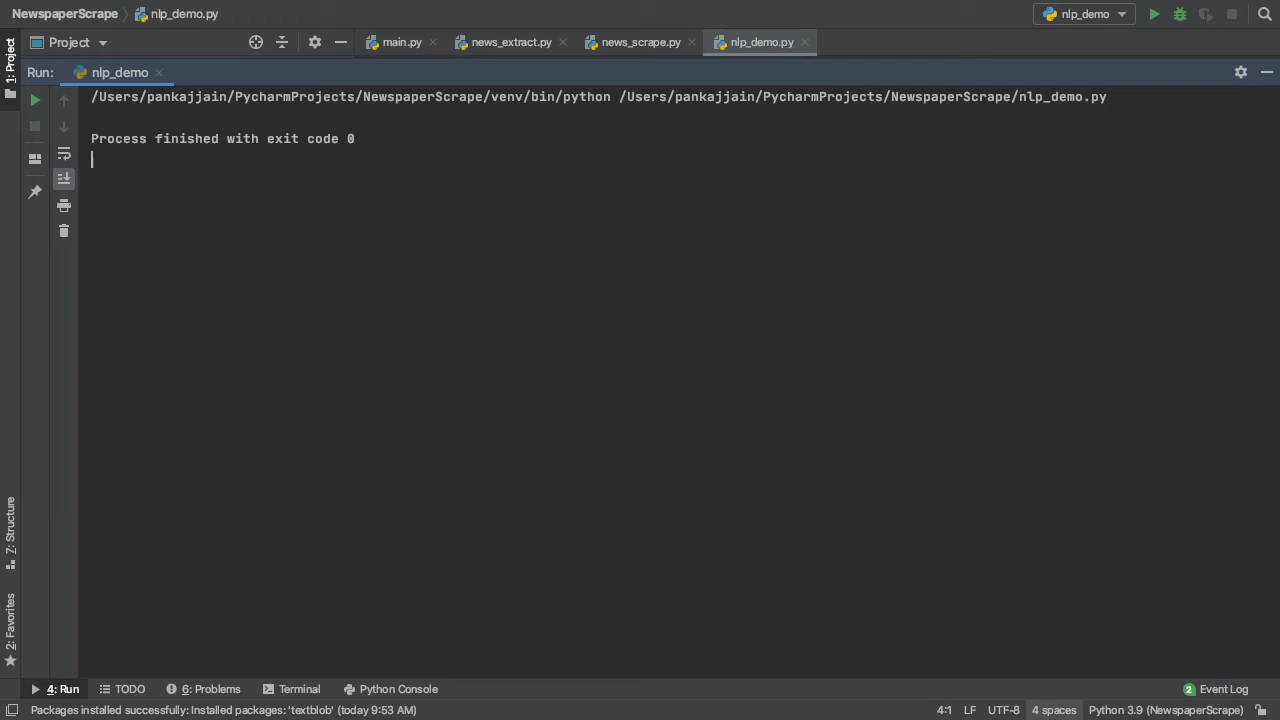 NewspaperScrape nlp_demo.py nlp_demo
1: Project Project main.py news_extract.py news_scrape.py nlp_demo.py
Run: nlp_demo
/Users/pankajjain/PycharmProjects/NewspaperScrape/venv/bin/python /Users/pankajjain/PycharmProjects/NewspaperScrape/nlp_demo.py
Process finished with exit code 0
Z: Structure
2: Favorites
4: Run TODO 6: Problems Terminal Python Console 2 Event Log
Packages installed successfully: Installed packages: 'textblob' (today 9:53 AM) 4:1 LF UTF-8 4 spaces Python 3.9 (NewspaperScrape)